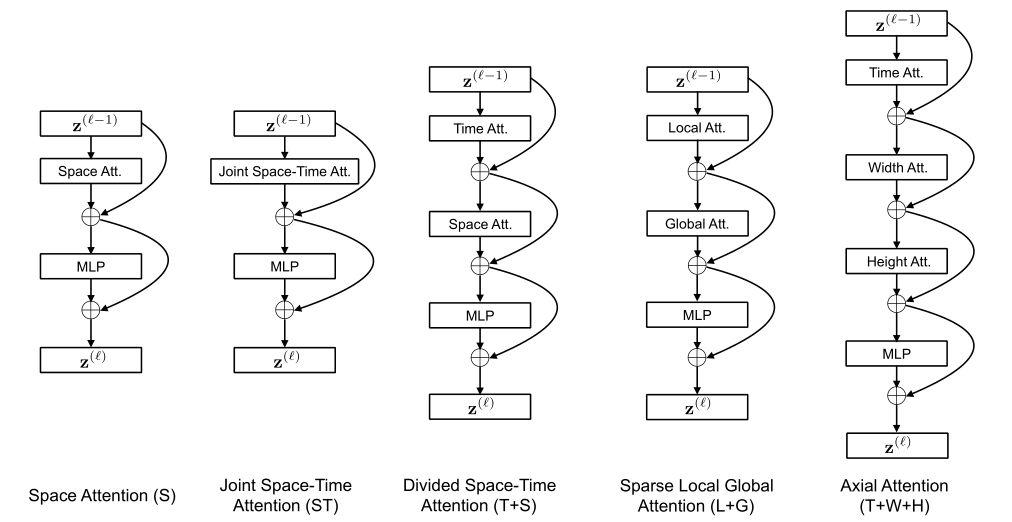 z^(ℓ−1)
Space Att.
MLP
z^(ℓ)
Space Attention (S)
z^(ℓ−1)
Joint Space-Time Att.
MLP
z^(ℓ)
Joint Space-Time
Attention (ST)
z^(ℓ−1)
Time Att.
Space Att.
MLP
z^(ℓ)
Divided Space-Time
Attention (T+S)
z^(ℓ−1)
Local Att.
Global Att.
MLP
z^(ℓ)
Sparse Local Global
Attention (L+G)
z^(ℓ−1)
Time Att.
Width Att.
Height Att.
MLP
z^(ℓ)
Axial Attention
(T+W+H)